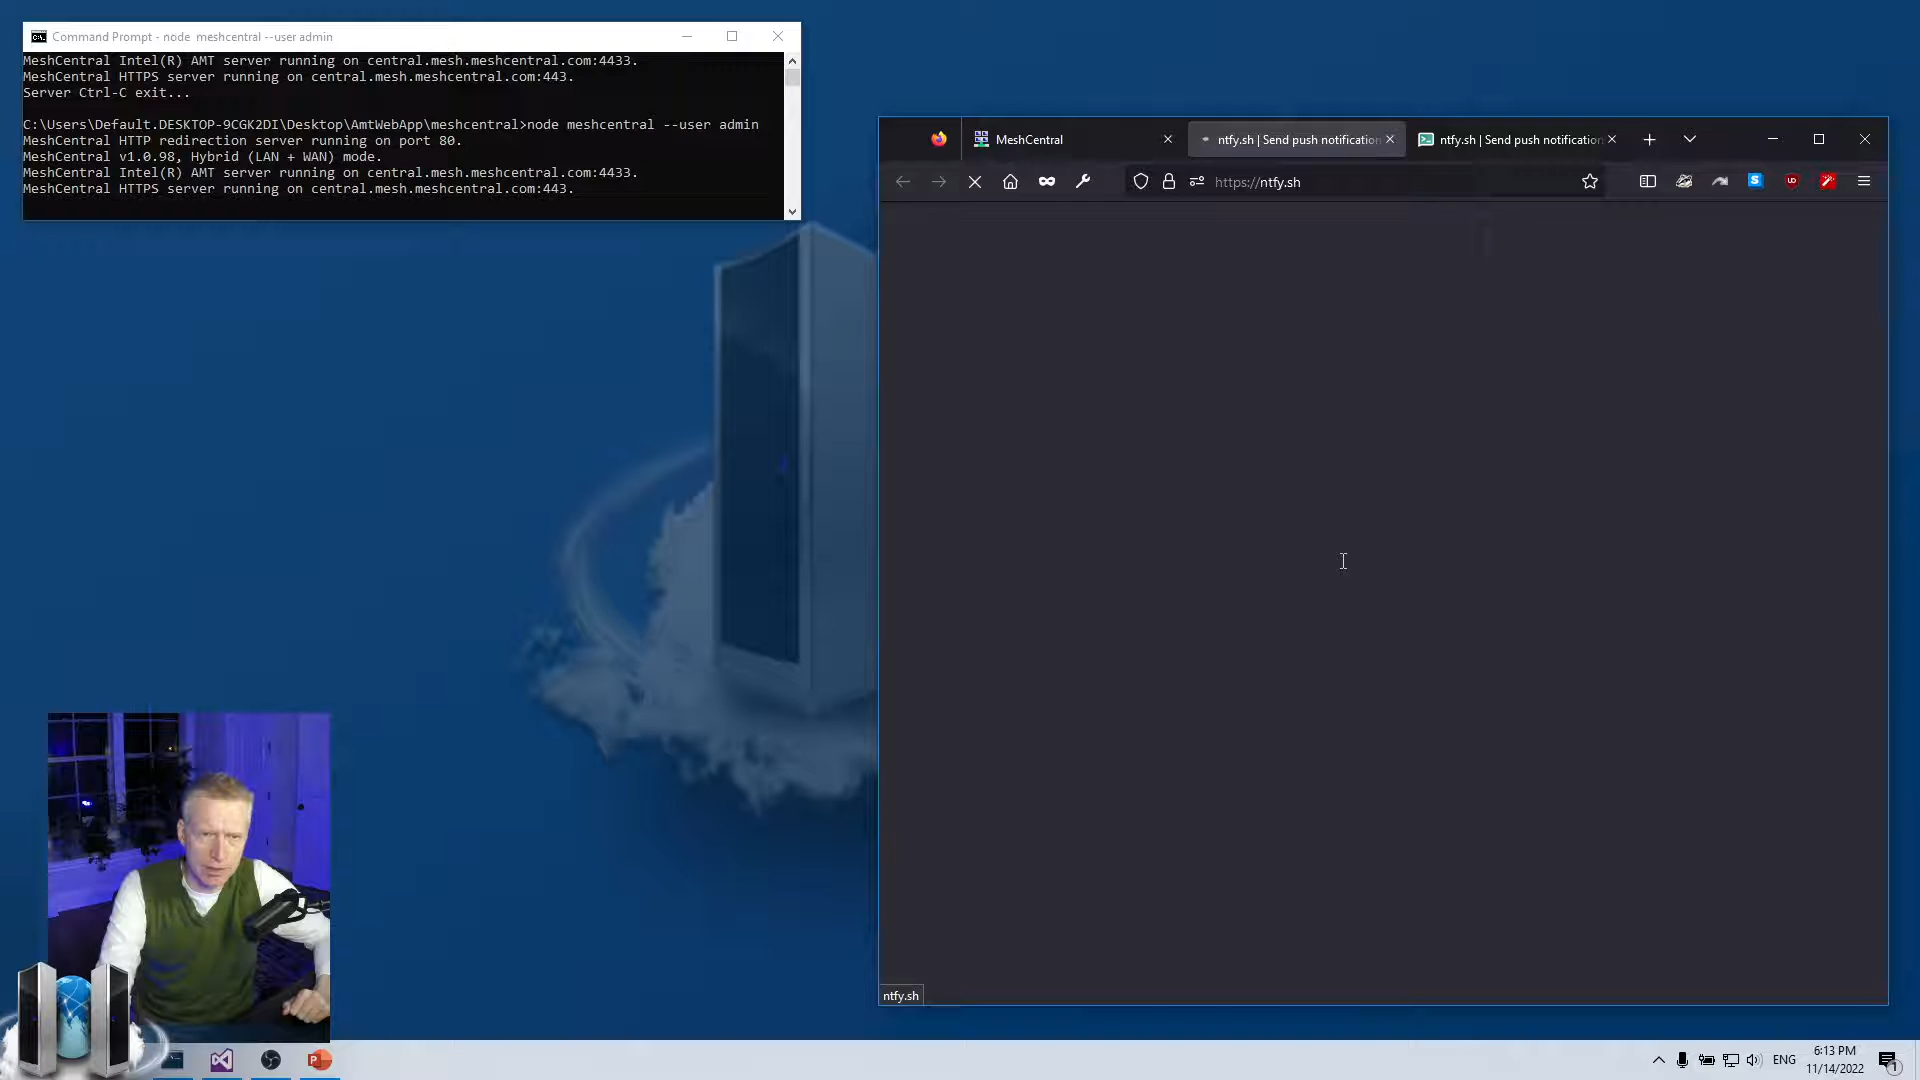 Command Prompt - node  meshcentral --user admin
MeshCentral Intel(R) AMT server running on central.mesh.meshcentral.com:4433.
MeshCentral HTTPS server running on central.mesh.meshcentral.com:443.
Server Ctrl-C exit...
C:\Users\Default.DESKTOP-9CGK2DI\Desktop\AmtWebApp\meshcentral>node meshcentral --user admin
MeshCentral HTTP redirection server running on port 80.
MeshCentral v1.0.98, Hybrid (LAN + WAN) mode.
MeshCentral Intel(R) AMT server running on central.mesh.meshcentral.com:4433.
MeshCentral HTTPS server running on central.mesh.meshcentral.com:443.
MeshCentral
ntfy.sh | Send push notification
ntfy.sh | Send push notification
https://ntfy.sh
ntfy.sh
ENG
6:13 PM
11/14/2022
1